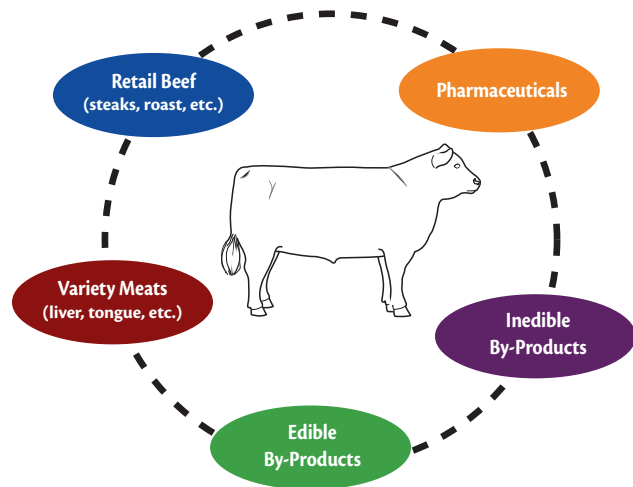 Retail Beef
(steaks, roast, etc.)
Pharmaceuticals
Variety Meats
(liver, tongue, etc.)
Inedible
By-Products
Edible
By-Products